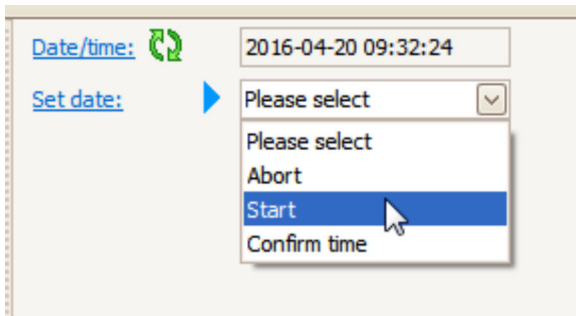 Date/time: 2016-04-20 09:32:24
Set date: Please select
Please select
Abort
Start
Confirm time